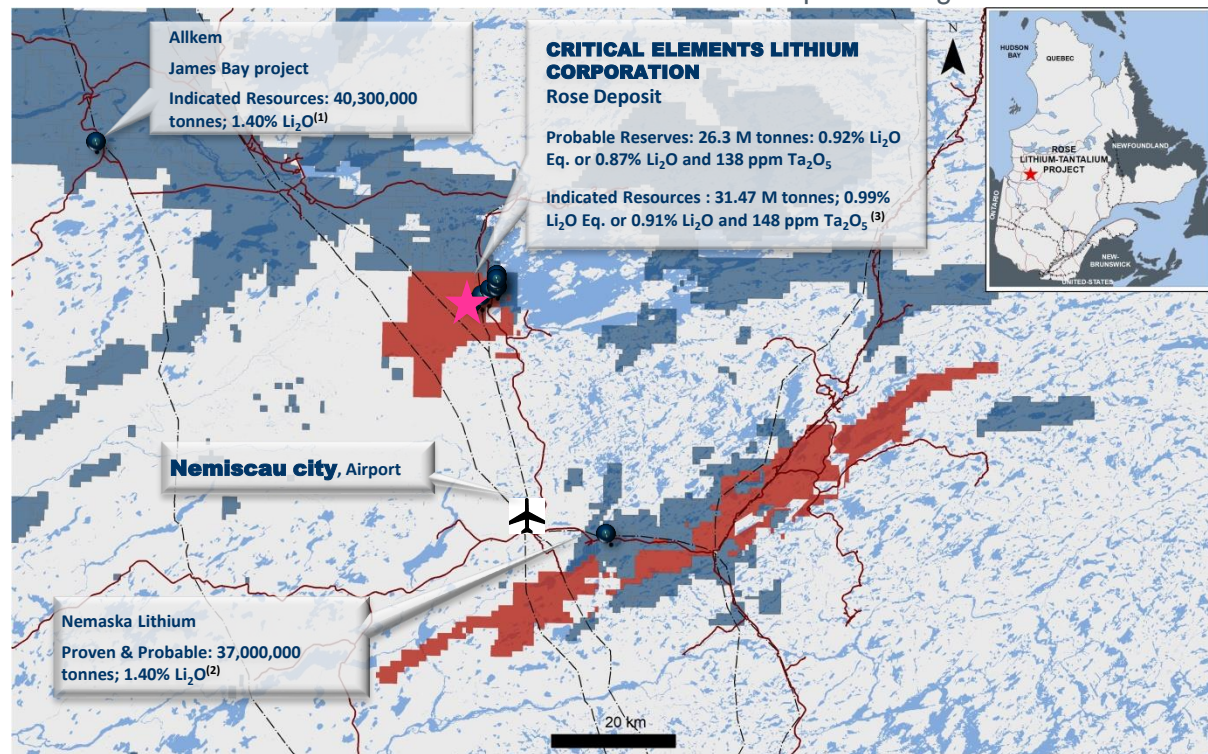 Allkem
James Bay project
Indicated Resources: 40,300,000
tonnes; 1.40% Li₂O⁽¹⁾
CRITICAL ELEMENTS LITHIUM
CORPORATION
Rose Deposit
Probable Reserves: 26.3 M tonnes: 0.92% Li₂O
Eq. or 0.87% Li₂O and 138 ppm Ta₂O₅
Indicated Resources : 31.47 M tonnes; 0.99%
Li₂O Eq. or 0.91% Li₂O and 148 ppm Ta₂O₅ ⁽³⁾
N
HUDSON
BAY
QUEBEC
NEWFOUNDLAND
ROSE
LITHIUM-TANTALIUM
PROJECT
ONTARIO
NEW-
BRUNSWICK
UNITED-STATES
Nemiscau city, Airport
Nemaska Lithium
Proven & Probable: 37,000,000
tonnes; 1.40% Li₂O⁽²⁾
20 km